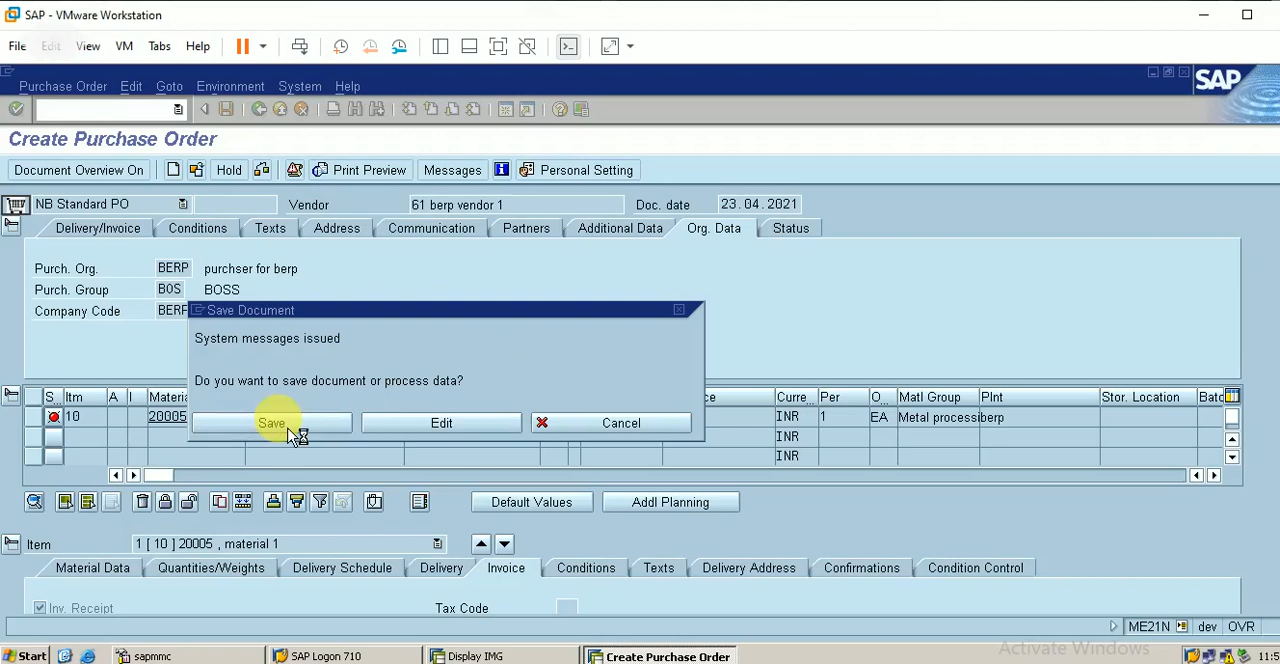 SAP - VMware Workstation
File Edit View VM Tabs Help
Purchase Order Edit Goto Environment System Help
SAP
Create Purchase Order
Document Overview On Hold Print Preview Messages Personal Setting
NB Standard PO Vendor 61 berp vendor 1 Doc. date 23.04.2021
Delivery/Invoice Conditions Texts Address Communication Partners Additional Data Org. Data Status
Purch. Org. BERP purchser for berp
Purch. Group BOS BOSS
Company Code BERP
Save Document
System messages issued
Do you want to save document or process data?
Save Edit Cancel
S.. Itm A I Materia ce Curre... Per O... Matl Group Plnt Stor. Location Batc
10 20005 INR 1 EA Metal processiberp
INR
INR
Default Values Addl Planning
Item 1 [ 10 ] 20005 , material 1
Material Data Quantities/Weights Delivery Schedule Delivery Invoice Conditions Texts Delivery Address Confirmations Condition Control
Inv. Receipt Tax Code
ME21N dev OVR
Activate Windows
Start sapmmc SAP Logon 710 Display IMG Create Purchase Order 11:5